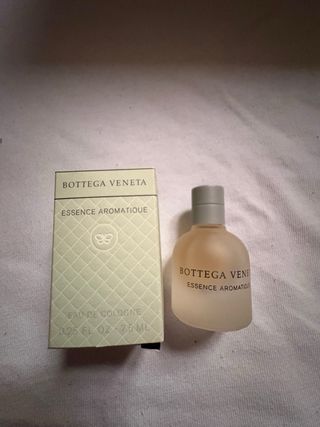 BOTTEGA VENETA
ESSENCE AROMATIQUE
EAU DE COLOGNE
0.25 FL. OZ - 7.5 ML
BOTTEGA VENET
ESSENCE AROMATIQUE